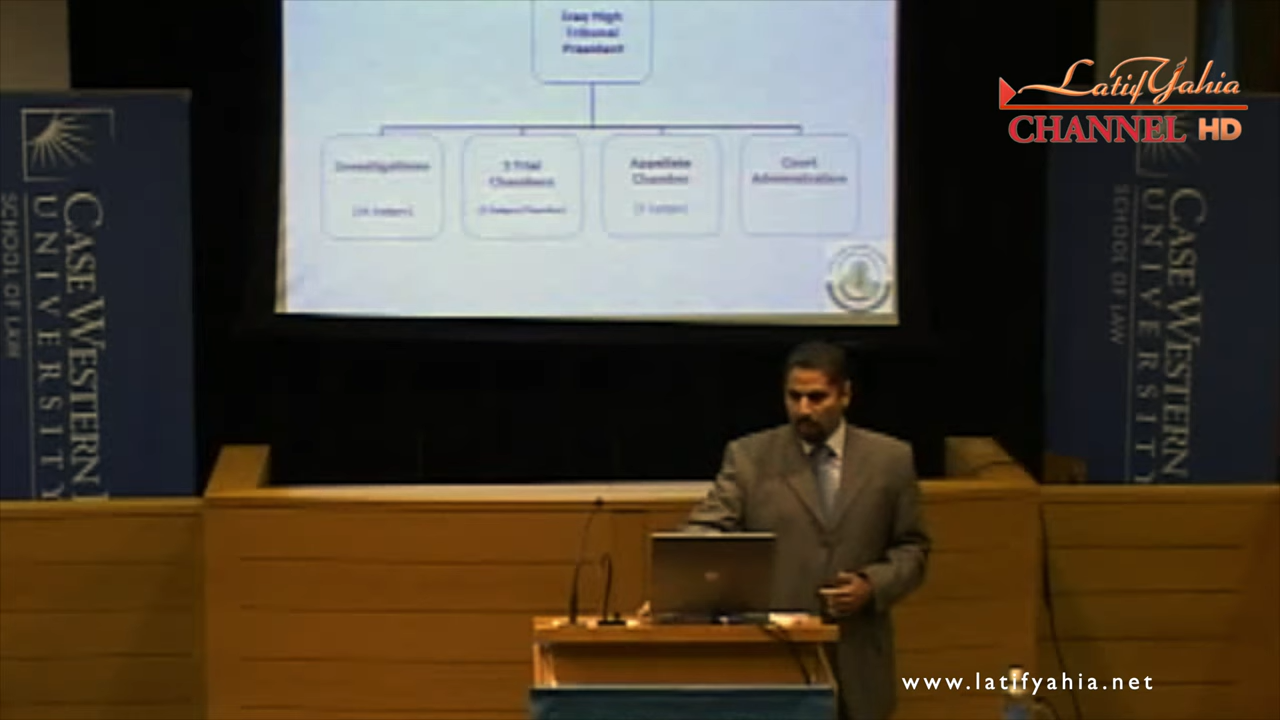 Iraq High
Tribunal
President
Investigations
3 Trial
Chambers
Appellate
Chamber
Court
Administration
Latif Yahia
CHANNEL HD
CASE WESTERN
UNIVERSITY
SCHOOL OF LAW
CASE WESTERN
UNIVERSITY
SCHOOL OF LAW
www.latifyahia.net